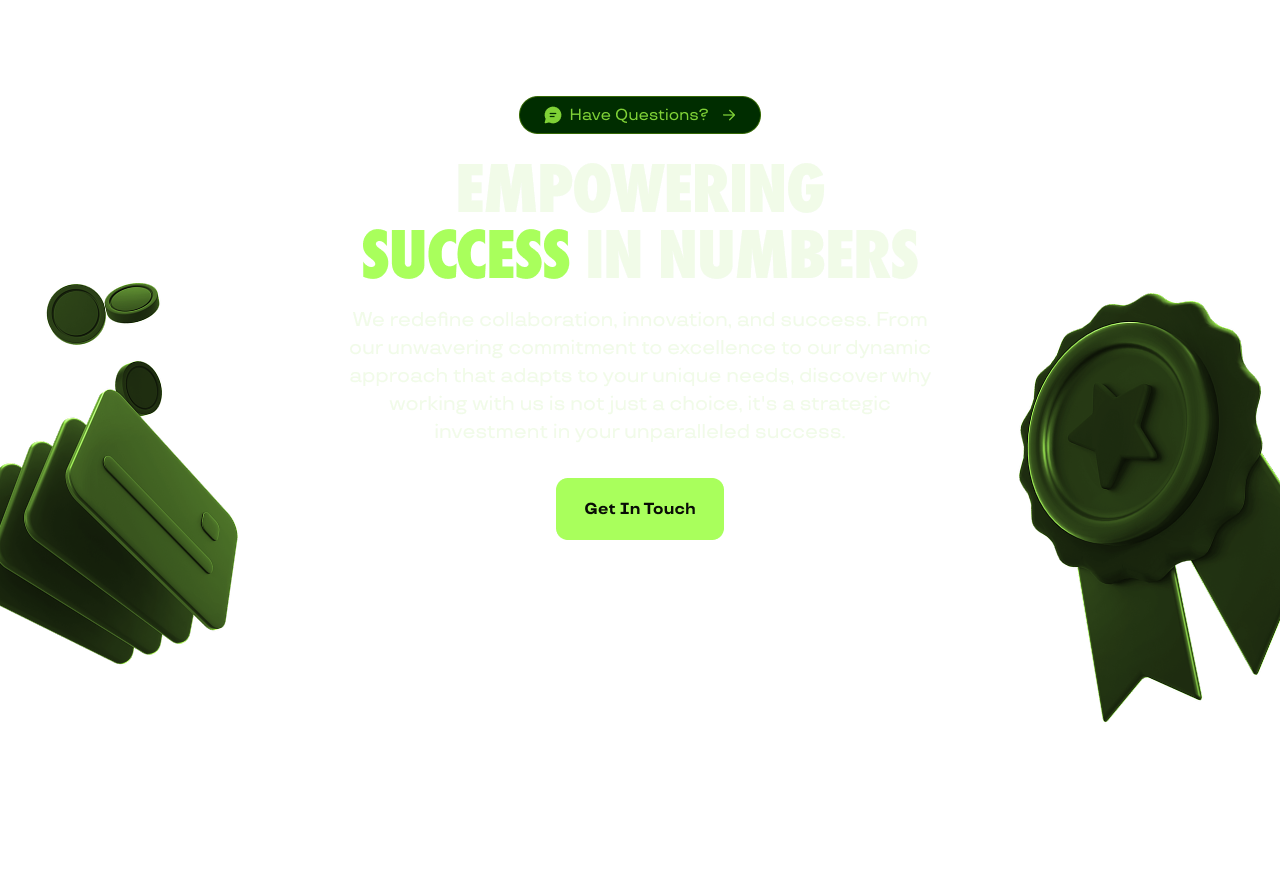 Have Questions?
EMPOWERING
SUCCESS IN NUMBERS
We redefine collaboration, innovation, and success. From
our unwavering commitment to excellence to our dynamic
approach that adapts to your unique needs, discover why
working with us is not just a choice, it's a strategic
investment in your unparalleled success.
Get In Touch